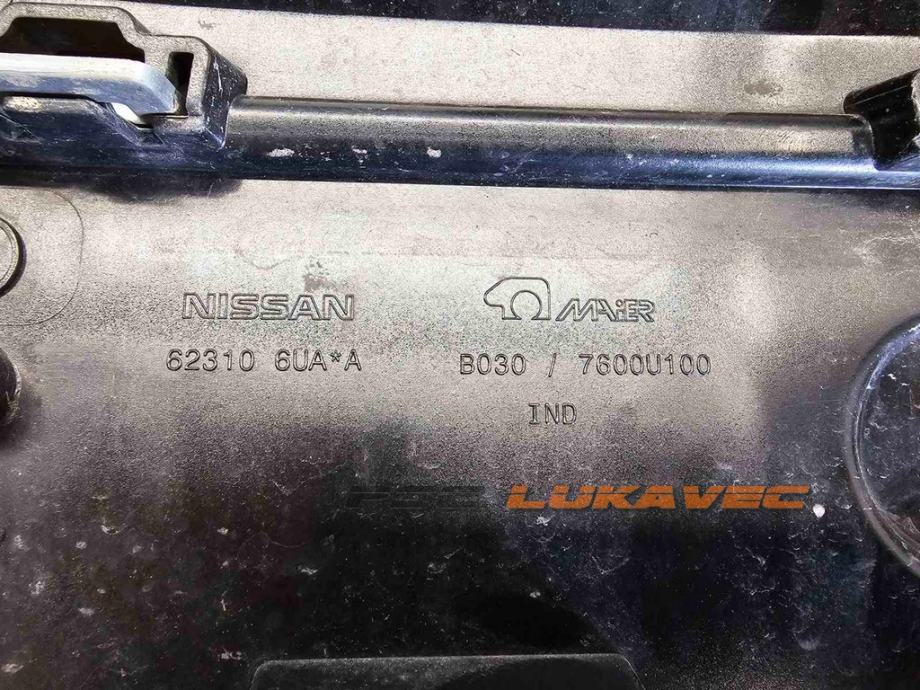 NISSAN MAIER
62310 6UA*A B030 / 7600U100
IND
LUKAVEC